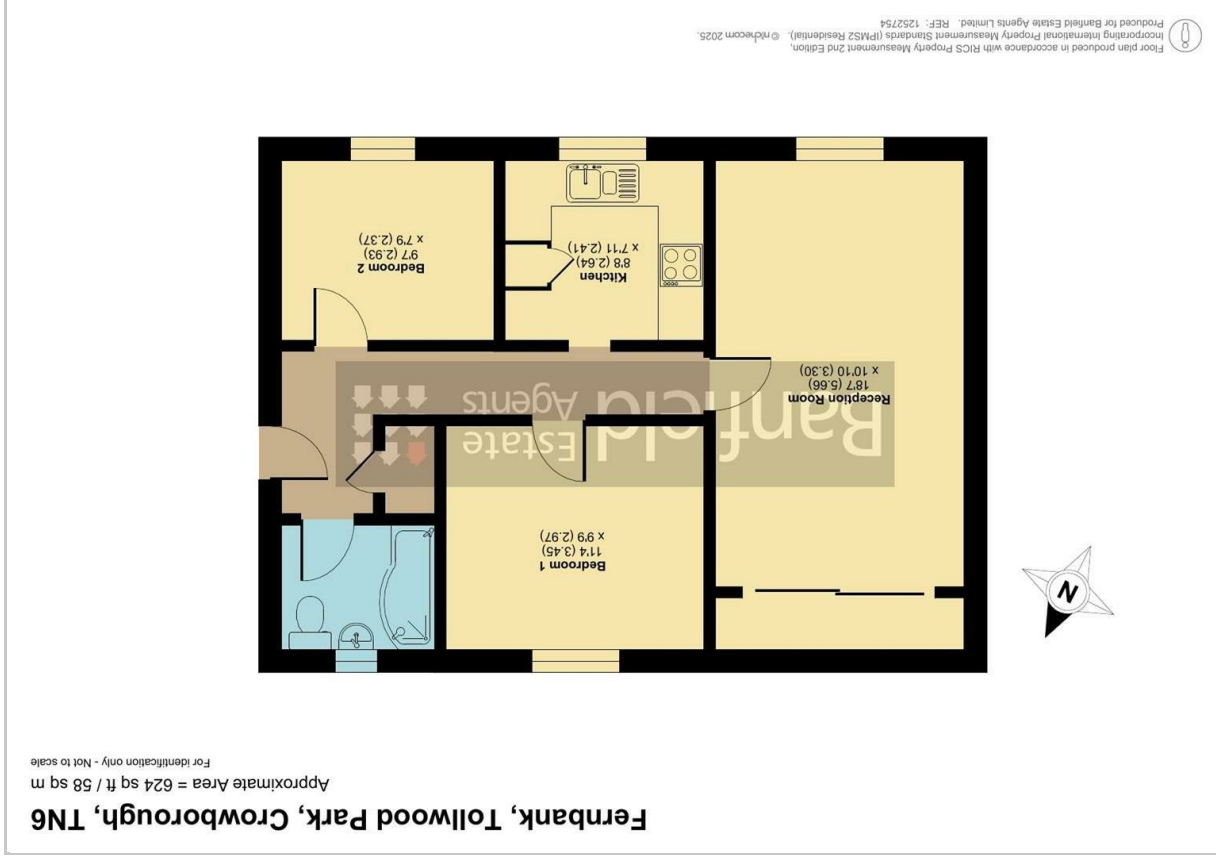 Fernbank, Tollwood Park, Crowborough, TN6
Approximate Area = 624 sq ft / 58 sq m
For identification only - Not to scale
N
Bedroom 1
11'4 (3.45)
x 9'9 (2.97)
Reception Room
18'7 (5.66)
x 10'10 (3.30)
Banfield
Estate
Agents
Kitchen
8'8 (2.64)
x 7'11 (2.41)
Bedroom 2
9'7 (2.93)
x 7'9 (2.37)
Floor plan produced in accordance with RICS Property Measurement 2nd Edition,
Incorporating International Property Measurement Standards (IPMS2 Residential). © nichecom 2025.
Produced for Banfield Estate Agents Limited. REF: 1252754